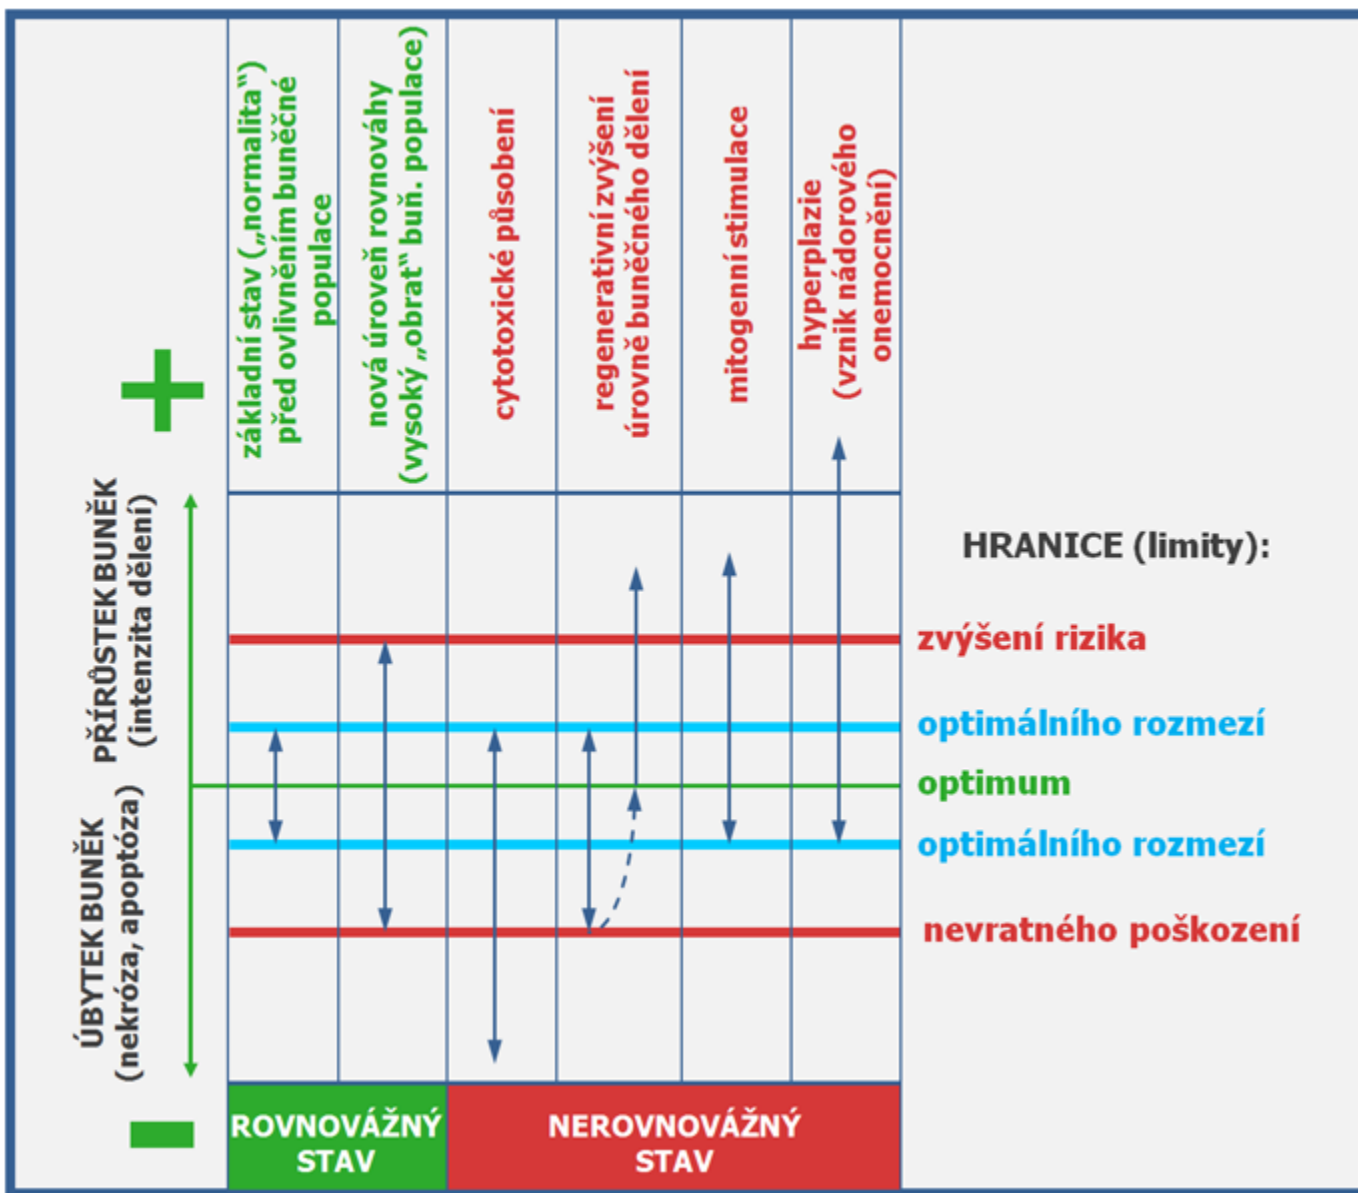 základní stav („normalita“)
před ovlivněním buněčné
populace
nová úroveň rovnováhy
(vysoký „obrat“ buň. populace)
cytotoxické působení
regenerativní zvýšení
úrovně buněčného dělení
mitogenní stimulace
hyperplazie
(vznik nádorového
onemocnění)
+
PŘÍRŮSTEK BUNĚK
(intenzita dělení)
ÚBYTEK BUNĚK
(nekróza, apoptóza)
–
HRANICE (limity):
zvýšení rizika
optimálního rozmezí
optimum
optimálního rozmezí
nevratného poškození
ROVNOVÁŽNÝ
STAV
NEROVNOVÁŽNÝ
STAV